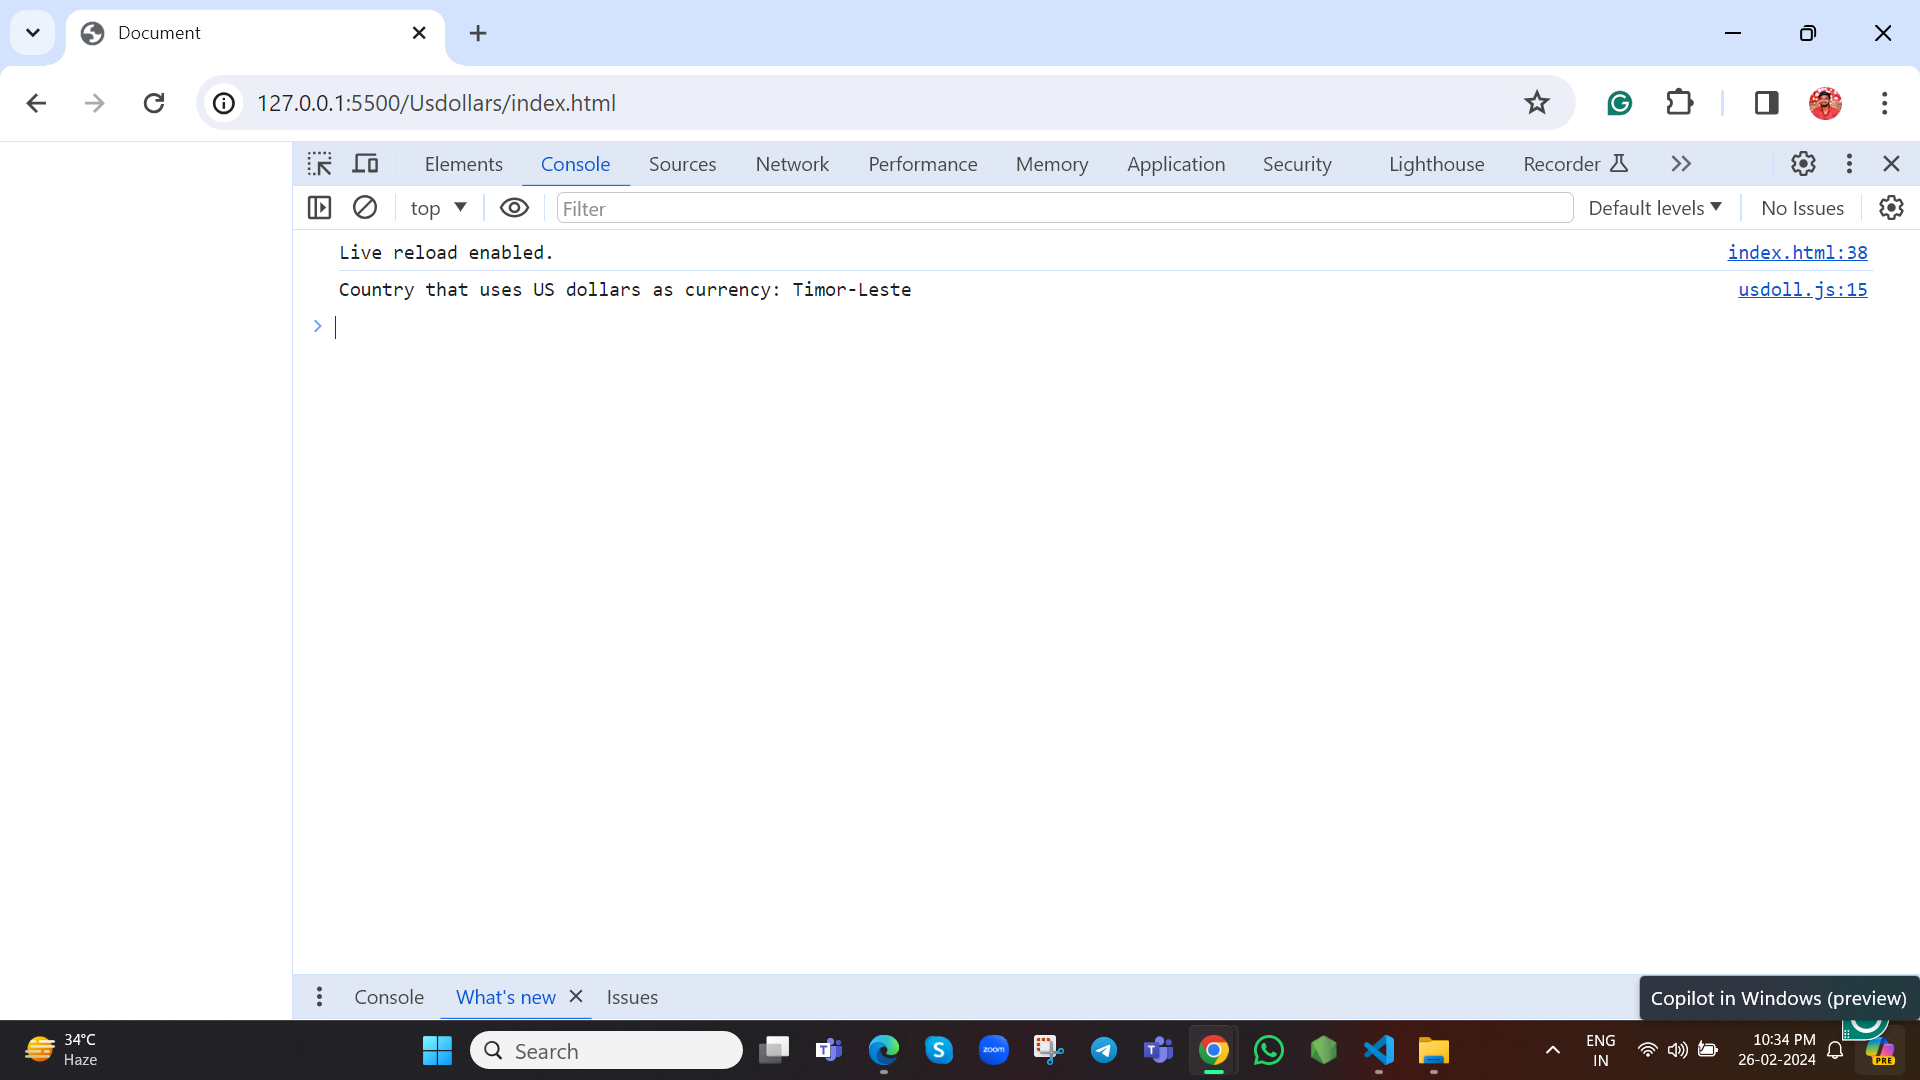 Document
127.0.0.1:5500/Usdollars/index.html
Elements Console Sources Network Performance Memory Application Security Lighthouse Recorder
top Filter Default levels No Issues
Live reload enabled. index.html:38
Country that uses US dollars as currency: Timor-Leste usdoll.js:15
Console What's new Issues
Copilot in Windows (preview)
34°C
Haze
Search
zoom
ENG
IN
10:34 PM
26-02-2024
PRE